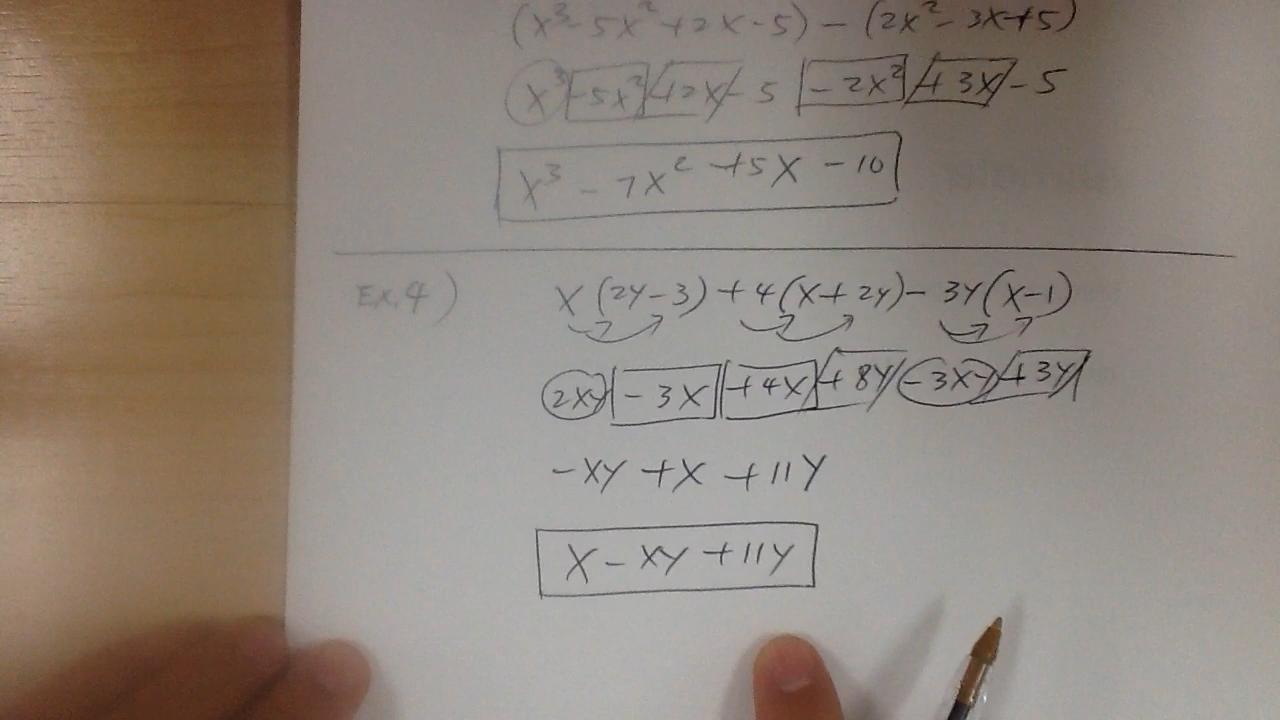 (x³-5x²+2x-5) - (2x²-3x+5)
x³-5x²+2x-5-2x²+3x-5
x³-7x²+5x-10
Ex.4) x(2y-3)+4(x+2y)-3y(x-1)
2xy-3x+4x+8y-3xy+3y
-xy+x+11y
x-xy+11y